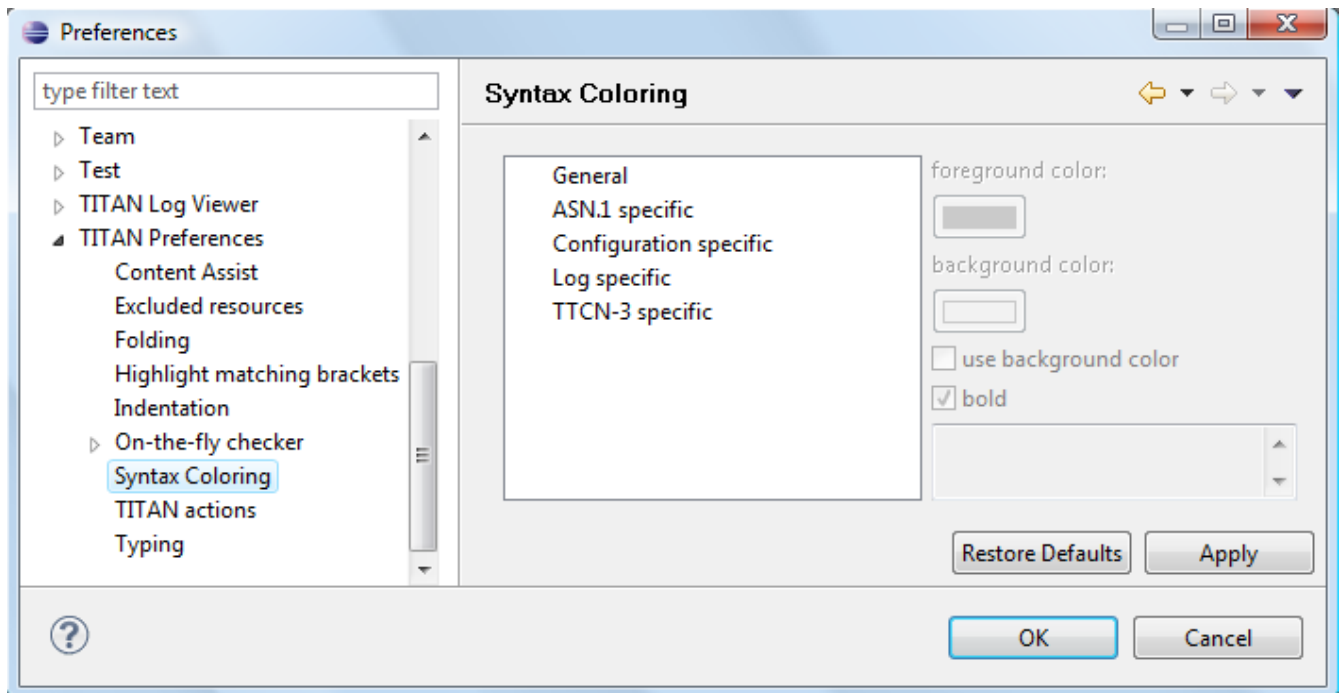 Preferences
type filter text
Team
Test
TITAN Log Viewer
TITAN Preferences
Content Assist
Excluded resources
Folding
Highlight matching brackets
Indentation
On-the-fly checker
Syntax Coloring
TITAN actions
Typing
Syntax Coloring
General
ASN.1 specific
Configuration specific
Log specific
TTCN-3 specific
foreground color:
background color:
use background color
bold
Restore Defaults
Apply
OK
Cancel